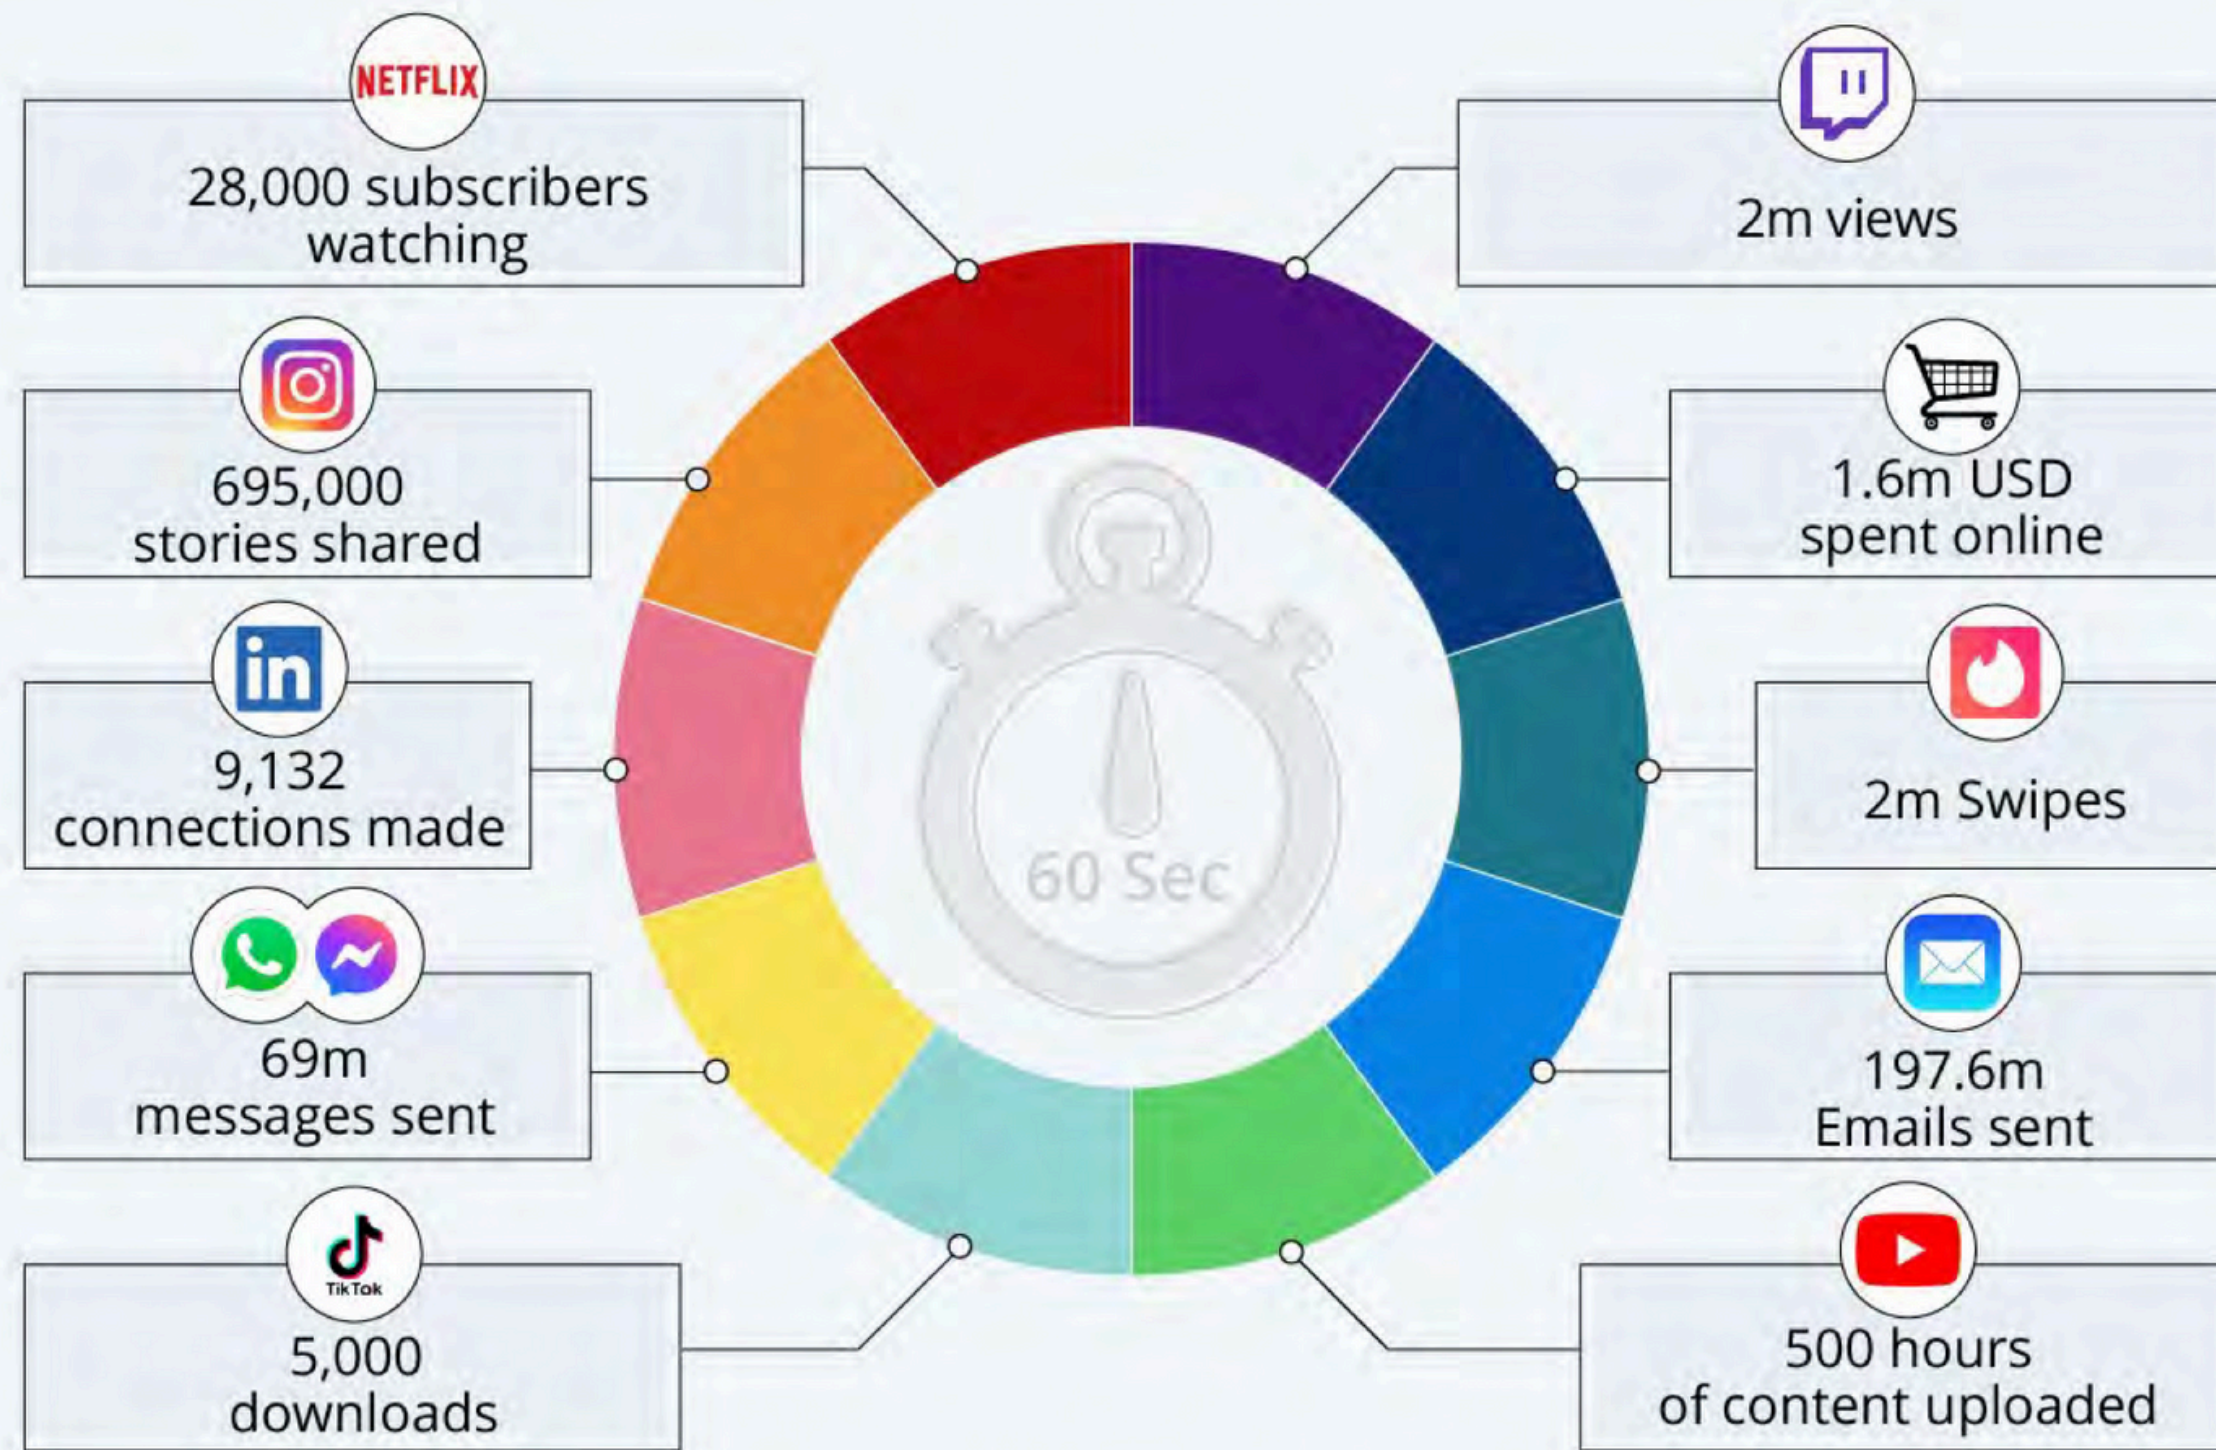 NETFLIX
28,000 subscribers
watching
2m views
695,000
stories shared
1.6m USD
spent online
in
9,132
connections made
2m Swipes
60 Sec
69m
messages sent
197.6m
Emails sent
TikTok
5,000
downloads
500 hours
of content uploaded